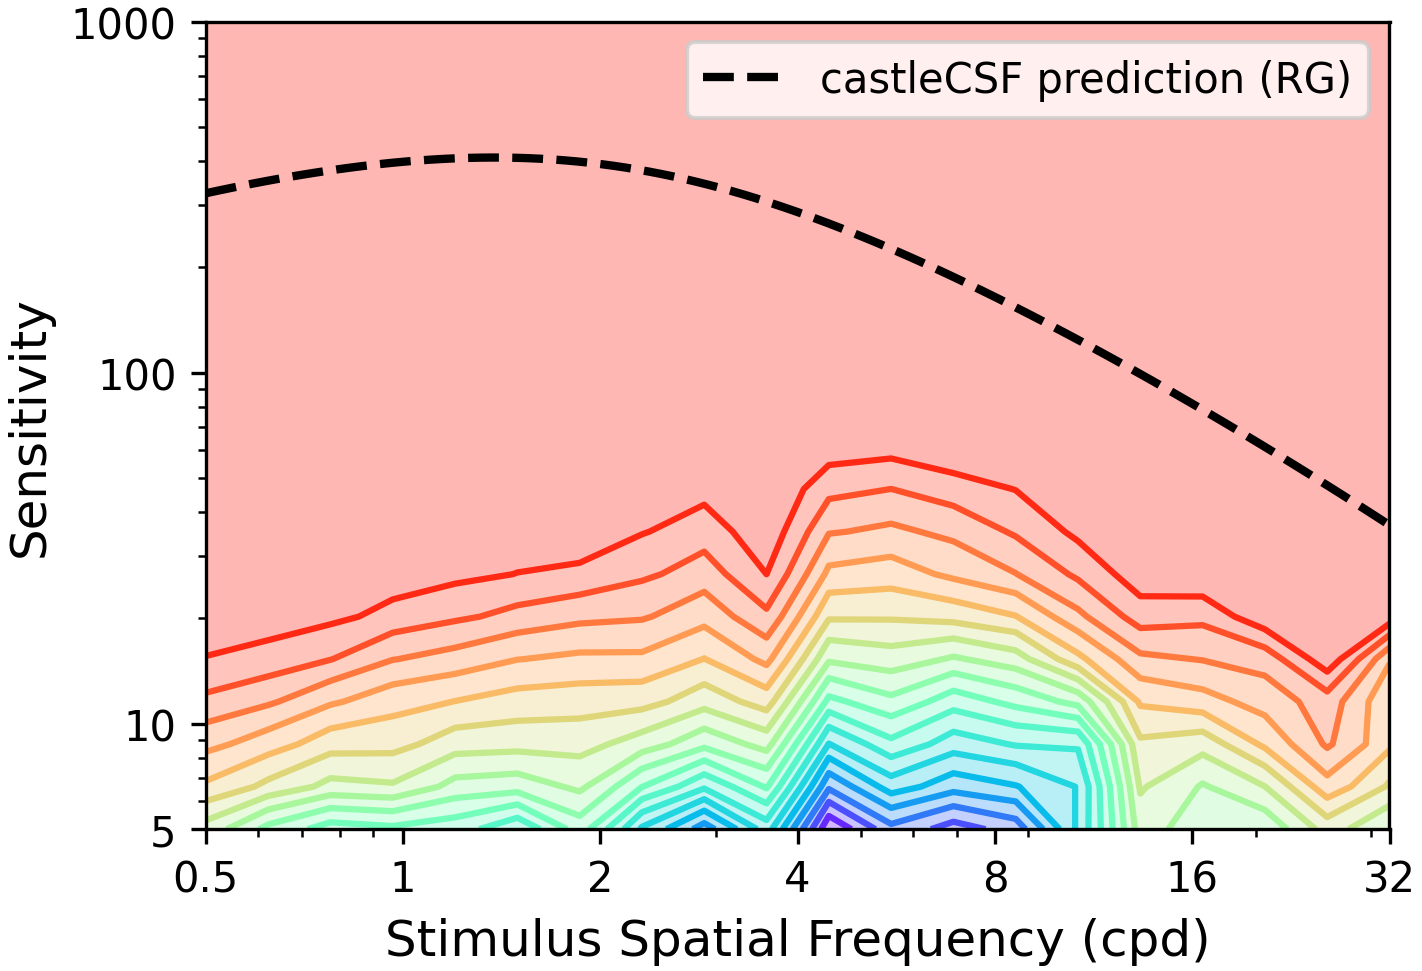 castleCSF prediction (RG)
Sensitivity
1000
100
10
5
0.5 1 2 4 8 16 32
Stimulus Spatial Frequency (cpd)